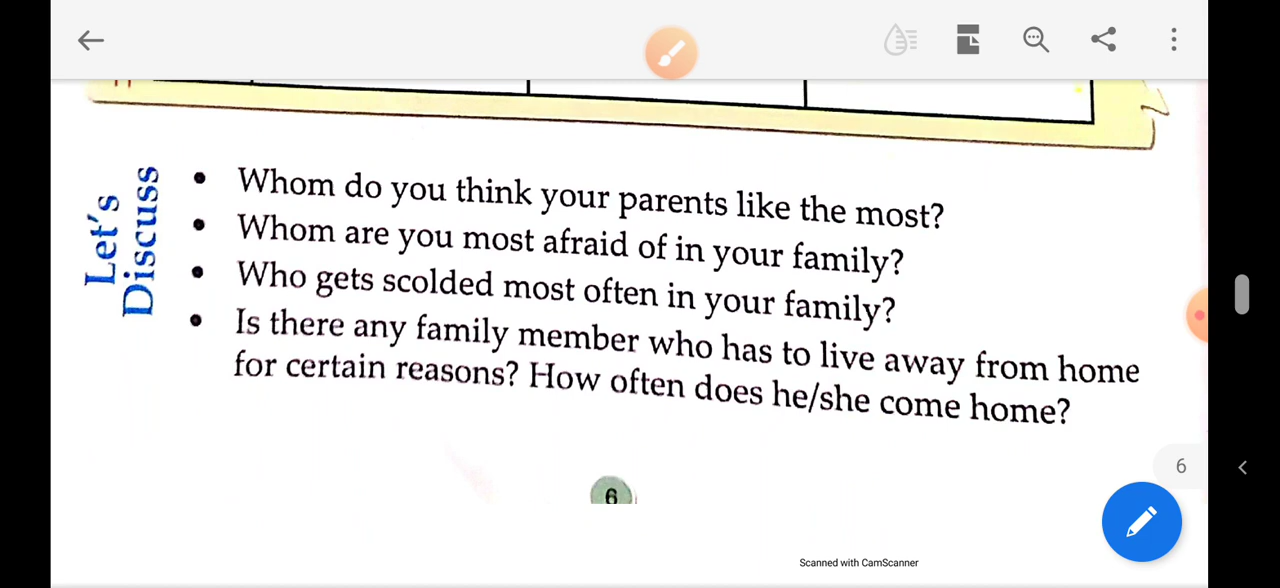 Let's
Discuss
• Whom do you think your parents like the most?
• Whom are you most afraid of in your family?
• Who gets scolded most often in your family?
• Is there any family member who has to live away from home
for certain reasons? How often does he/she come home?
6
6
Scanned with CamScanner